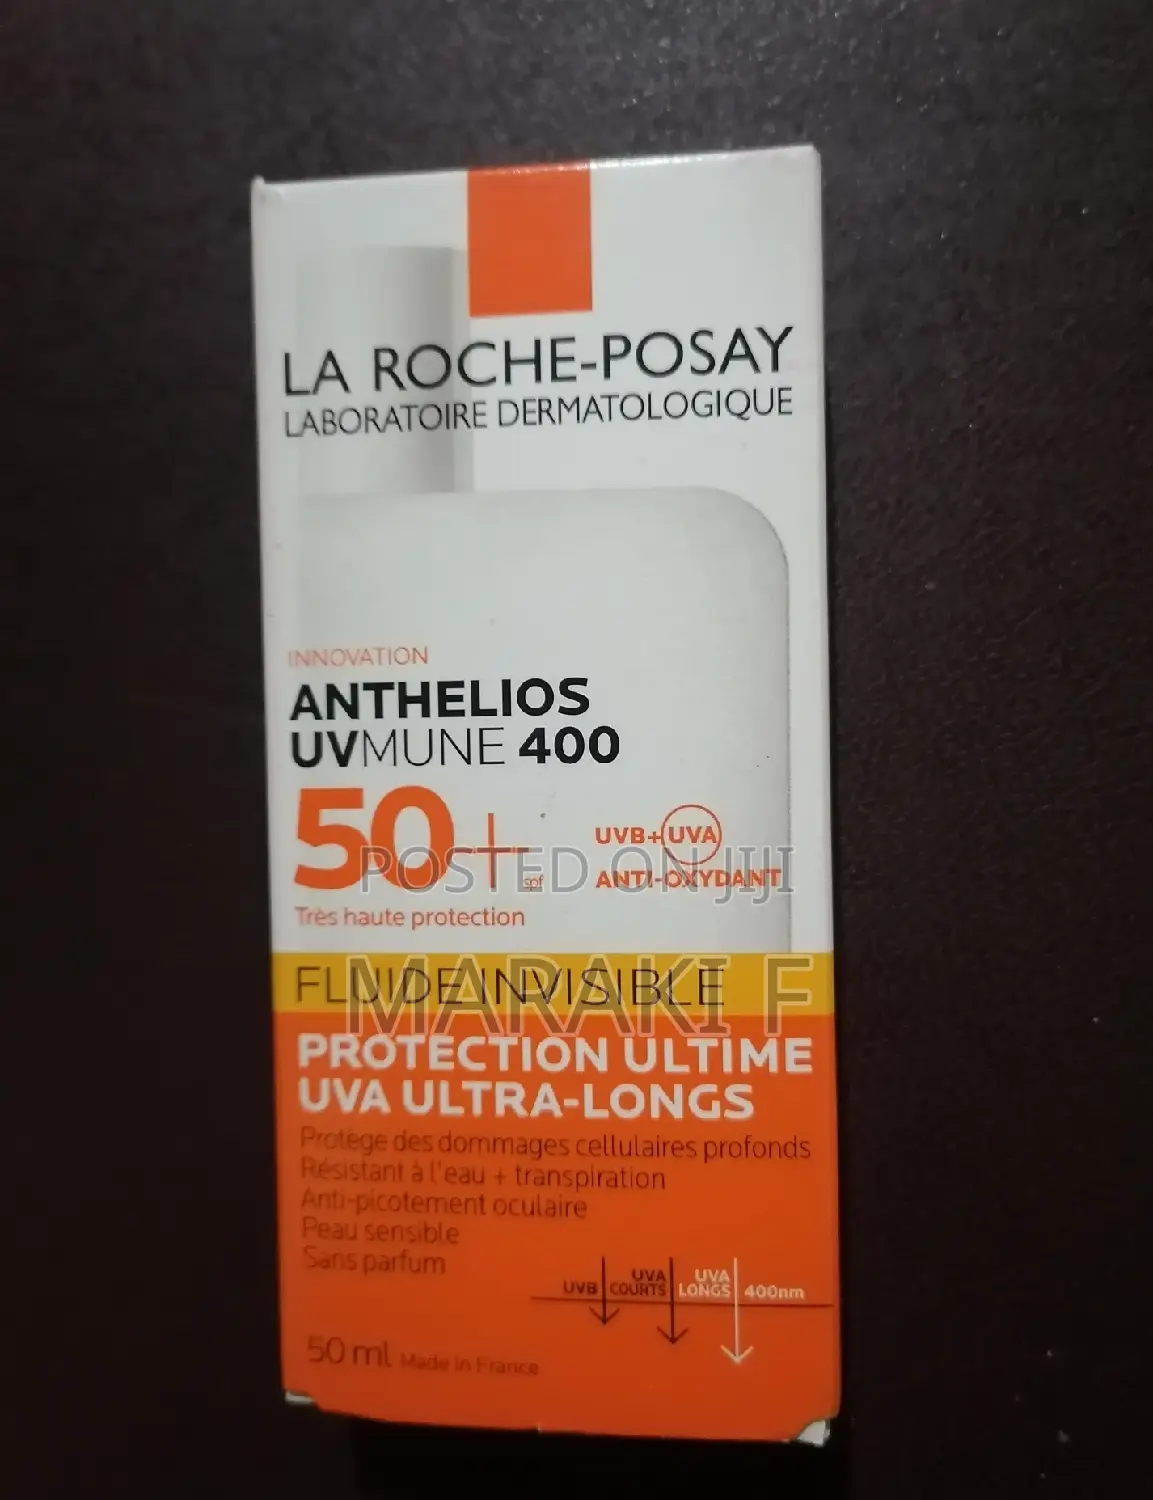 LA ROCHE-POSAY
LABORATOIRE DERMATOLOGIQUE
INNOVATION
ANTHELIOS
UVMUNE 400
50+ spf
UVB+UVA
ANTI-OXYDANT
POSTED ON JIJI
Très haute protection
FLUIDE INVISIBLE
MARAKI F
PROTECTION ULTIME
UVA ULTRA-LONGS
Protège des dommages cellulaires profonds
Résistant à l'eau + transpiration
Anti-picotement oculaire
Peau sensible
Sans parfum
UVB
UVA COURTS
UVA LONGS
400nm
50 ml Made in France